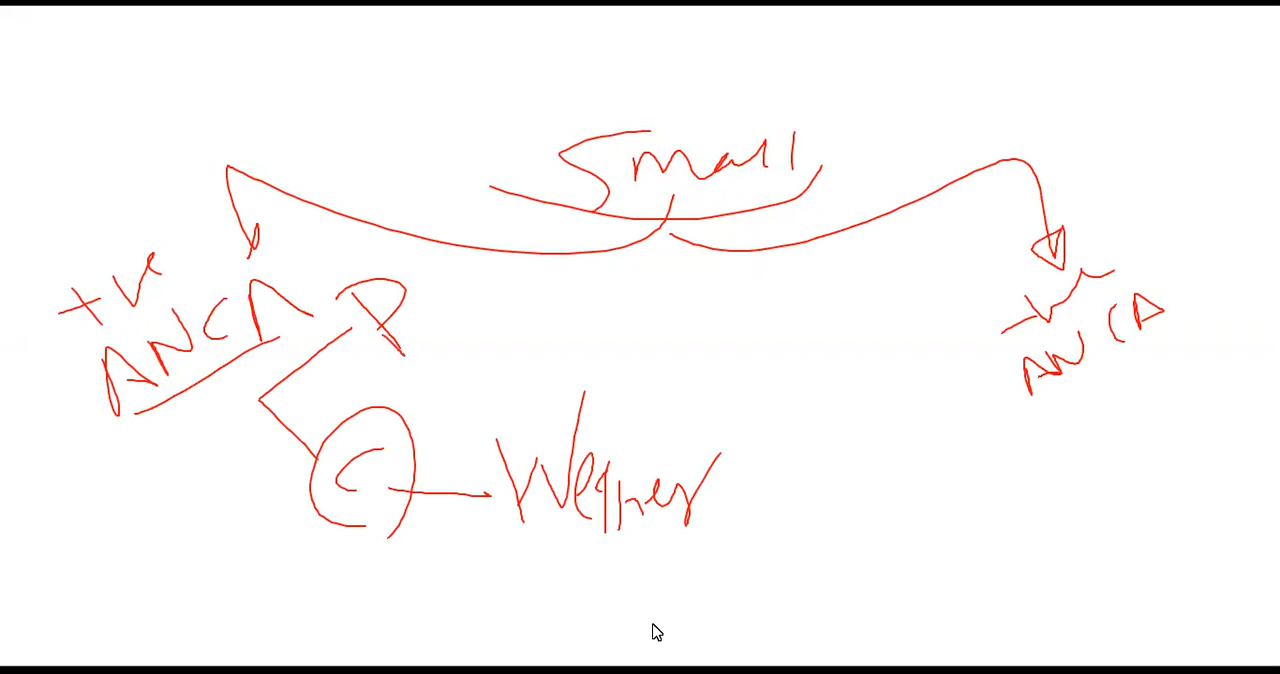 Small
+ve
ANCA P
-ve
ANCA
C → Wegner